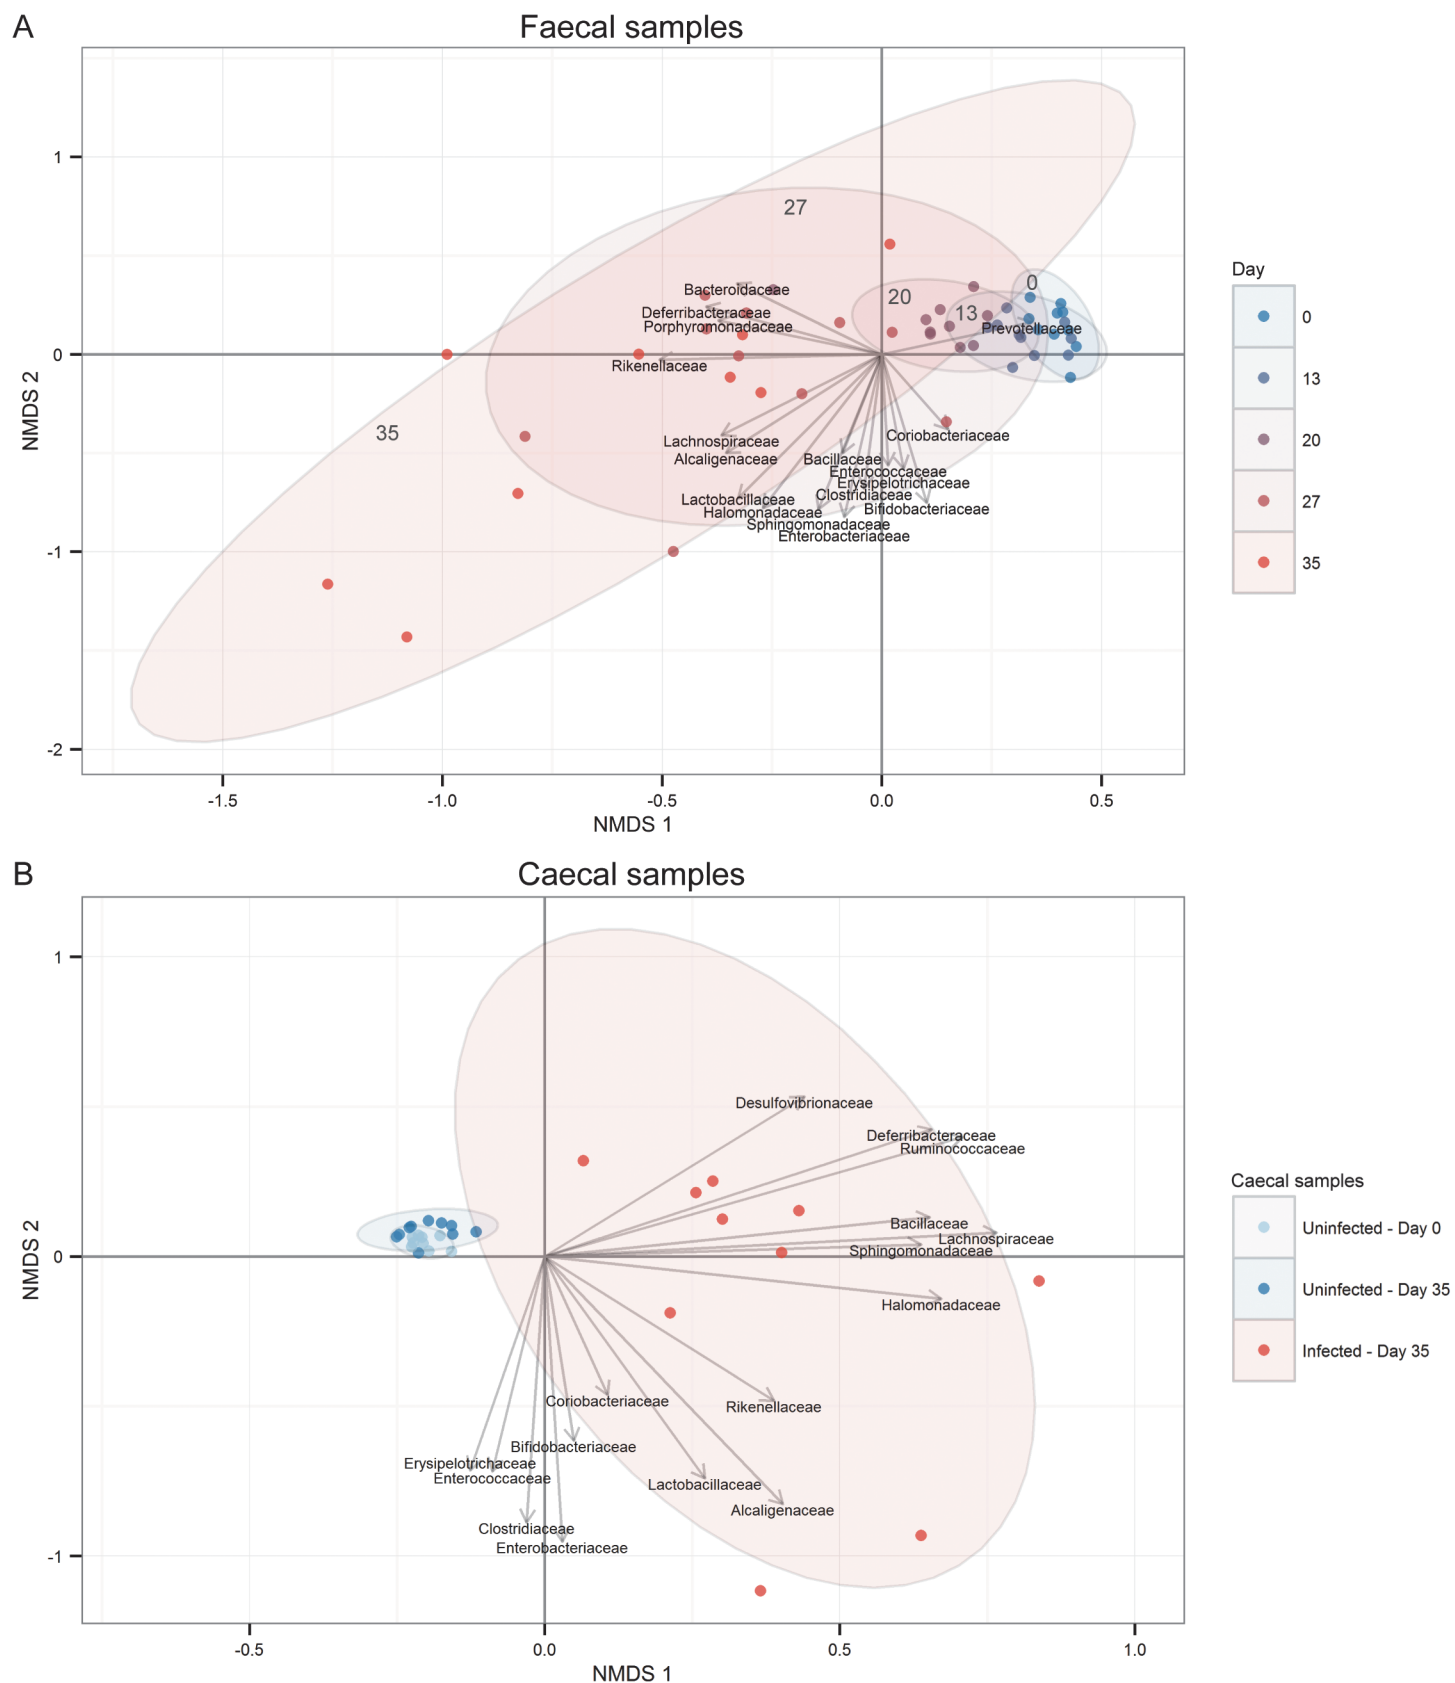 A
Faecal samples
27
0
Bacteroidaceae
20
Deferribacteraceae
13
Porphyromonadaceae
Prevotellaceae
Rikenellaceae
35
Coriobacteriaceae
Lachnospiraceae
Alcaligenaceae
Bacillaceae
Enterococcaceae
Erysipelotrichaceae
Clostridiaceae
Lactobacillaceae
Bifidobacteriaceae
Halomonadaceae
Sphingomonadaceae
Enterobacteriaceae
1
0
-1
-2
NMDS 2
-1.5
-1.0
-0.5
0.0
0.5
NMDS 1
Day
0
13
20
27
35
B
Caecal samples
Desulfovibrionaceae
Deferribacteraceae
Ruminococcaceae
Bacillaceae
Lachnospiraceae
Sphingomonadaceae
Halomonadaceae
Coriobacteriaceae
Rikenellaceae
Bifidobacteriaceae
Erysipelotrichaceae
Enterococcaceae
Lactobacillaceae
Alcaligenaceae
Clostridiaceae
Enterobacteriaceae
1
0
-1
NMDS 2
-0.5
0.0
0.5
1.0
NMDS 1
Caecal samples
Uninfected - Day 0
Uninfected - Day 35
Infected - Day 35